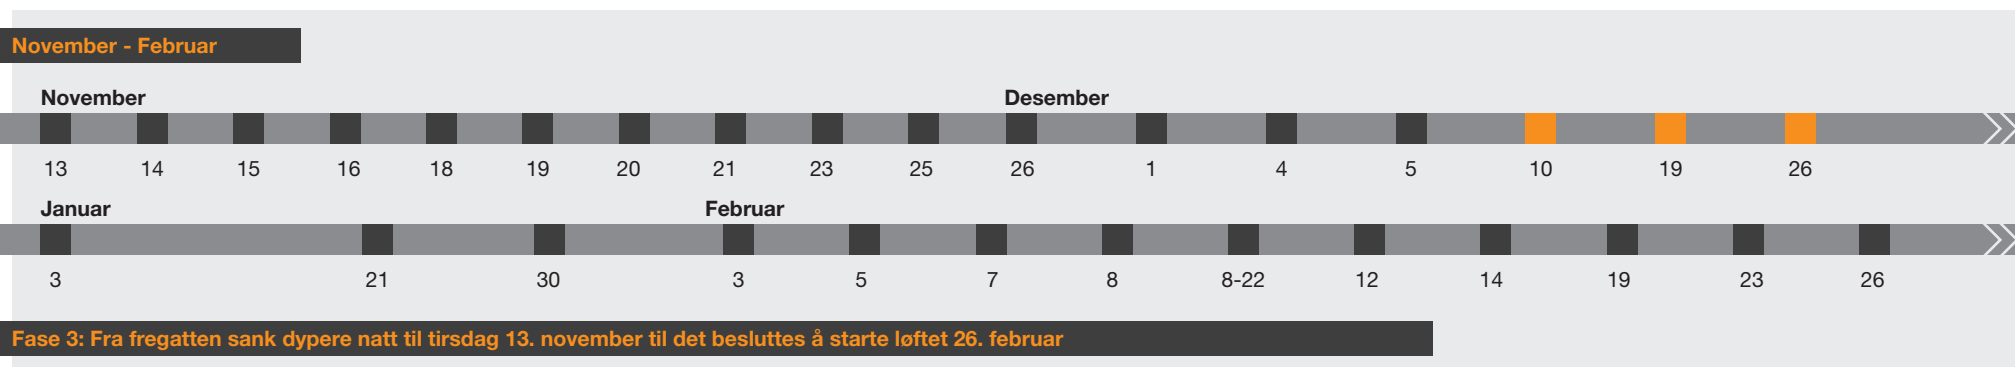 November - Februar
November Desember
13 14 15 16 18 19 20 21 23 25 26 1 4 5 10 19 26
Januar Februar
3 21 30 3 5 7 8 8-22 12 14 19 23 26
Fase 3: Fra fregatten sank dypere natt til tirsdag 13. november til det besluttes å starte løftet 26. februar